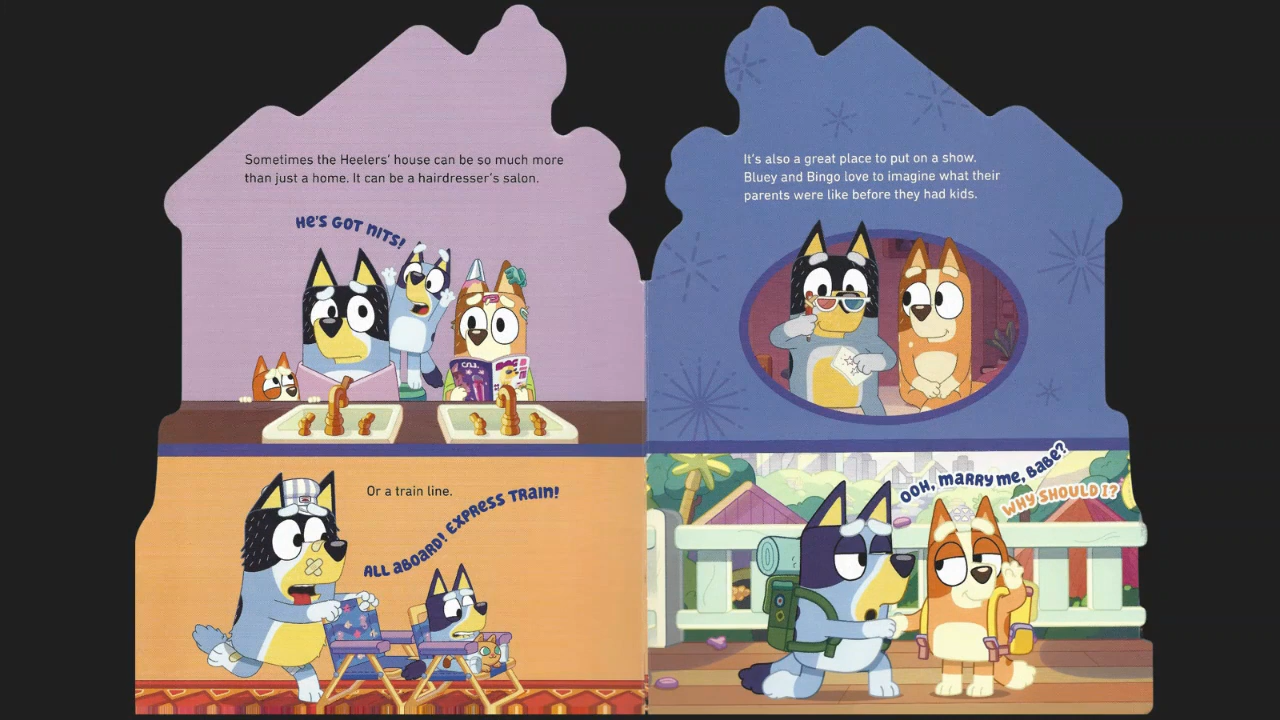 Sometimes the Heelers' house can be so much more
than just a home. It can be a hairdresser's salon.
He's got nits!
Or a train line.
All aboard! Express train!
It's also a great place to put on a show.
Bluey and Bingo love to imagine what their
parents were like before they had kids.
Ooh, marry me, babe?
Why should I?